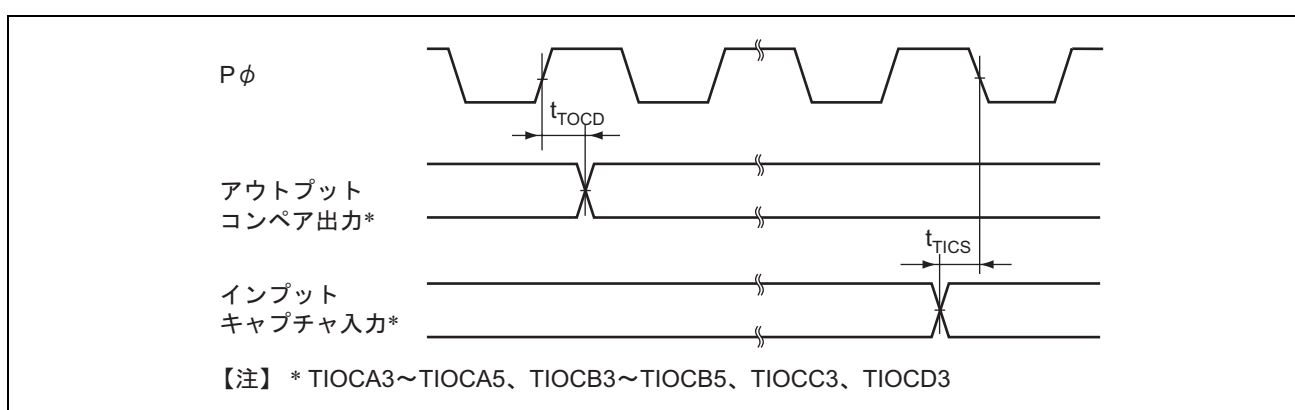 Pφ
tTOCD
アウトプット
コンペア出力*
tTICS
インプット
キャプチャ入力*
【注】 * TIOCA3～TIOCA5、TIOCB3～TIOCB5、TIOCC3、TIOCD3